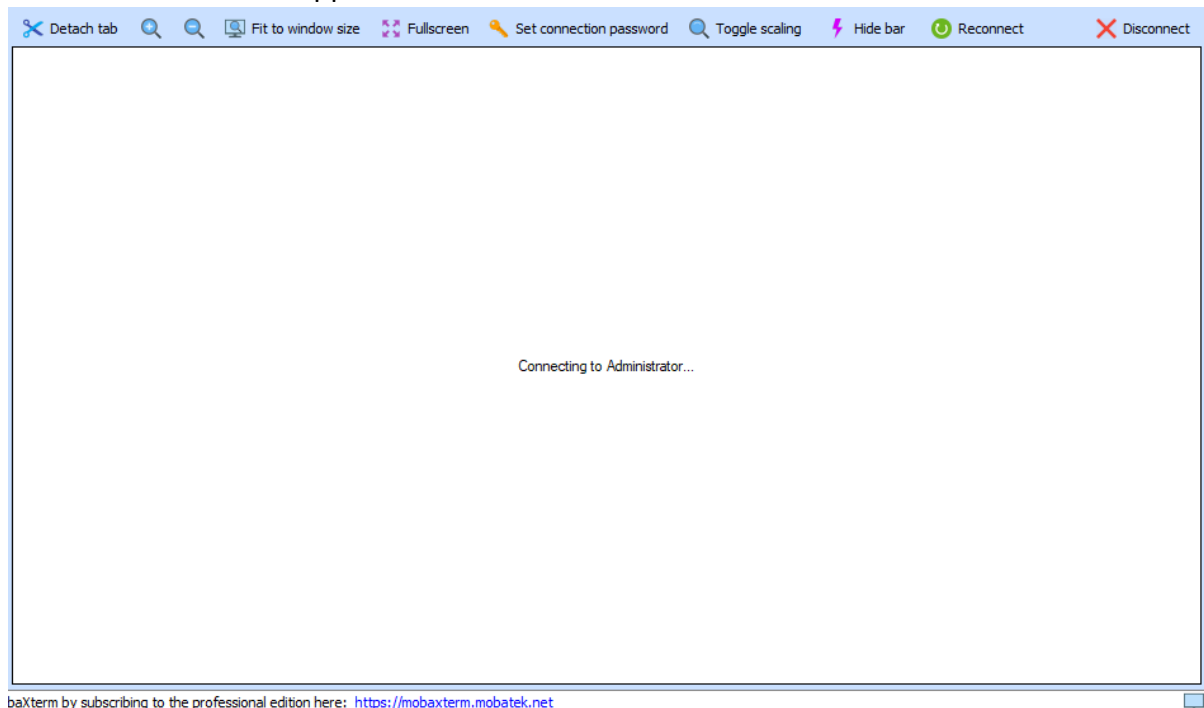 Detach tab Fit to window size Fullscreen Set connection password Toggle scaling Hide bar Reconnect Disconnect
Connecting to Administrator...
baXterm by subscribing to the professional edition here: https://mobaxterm.mobatek.net